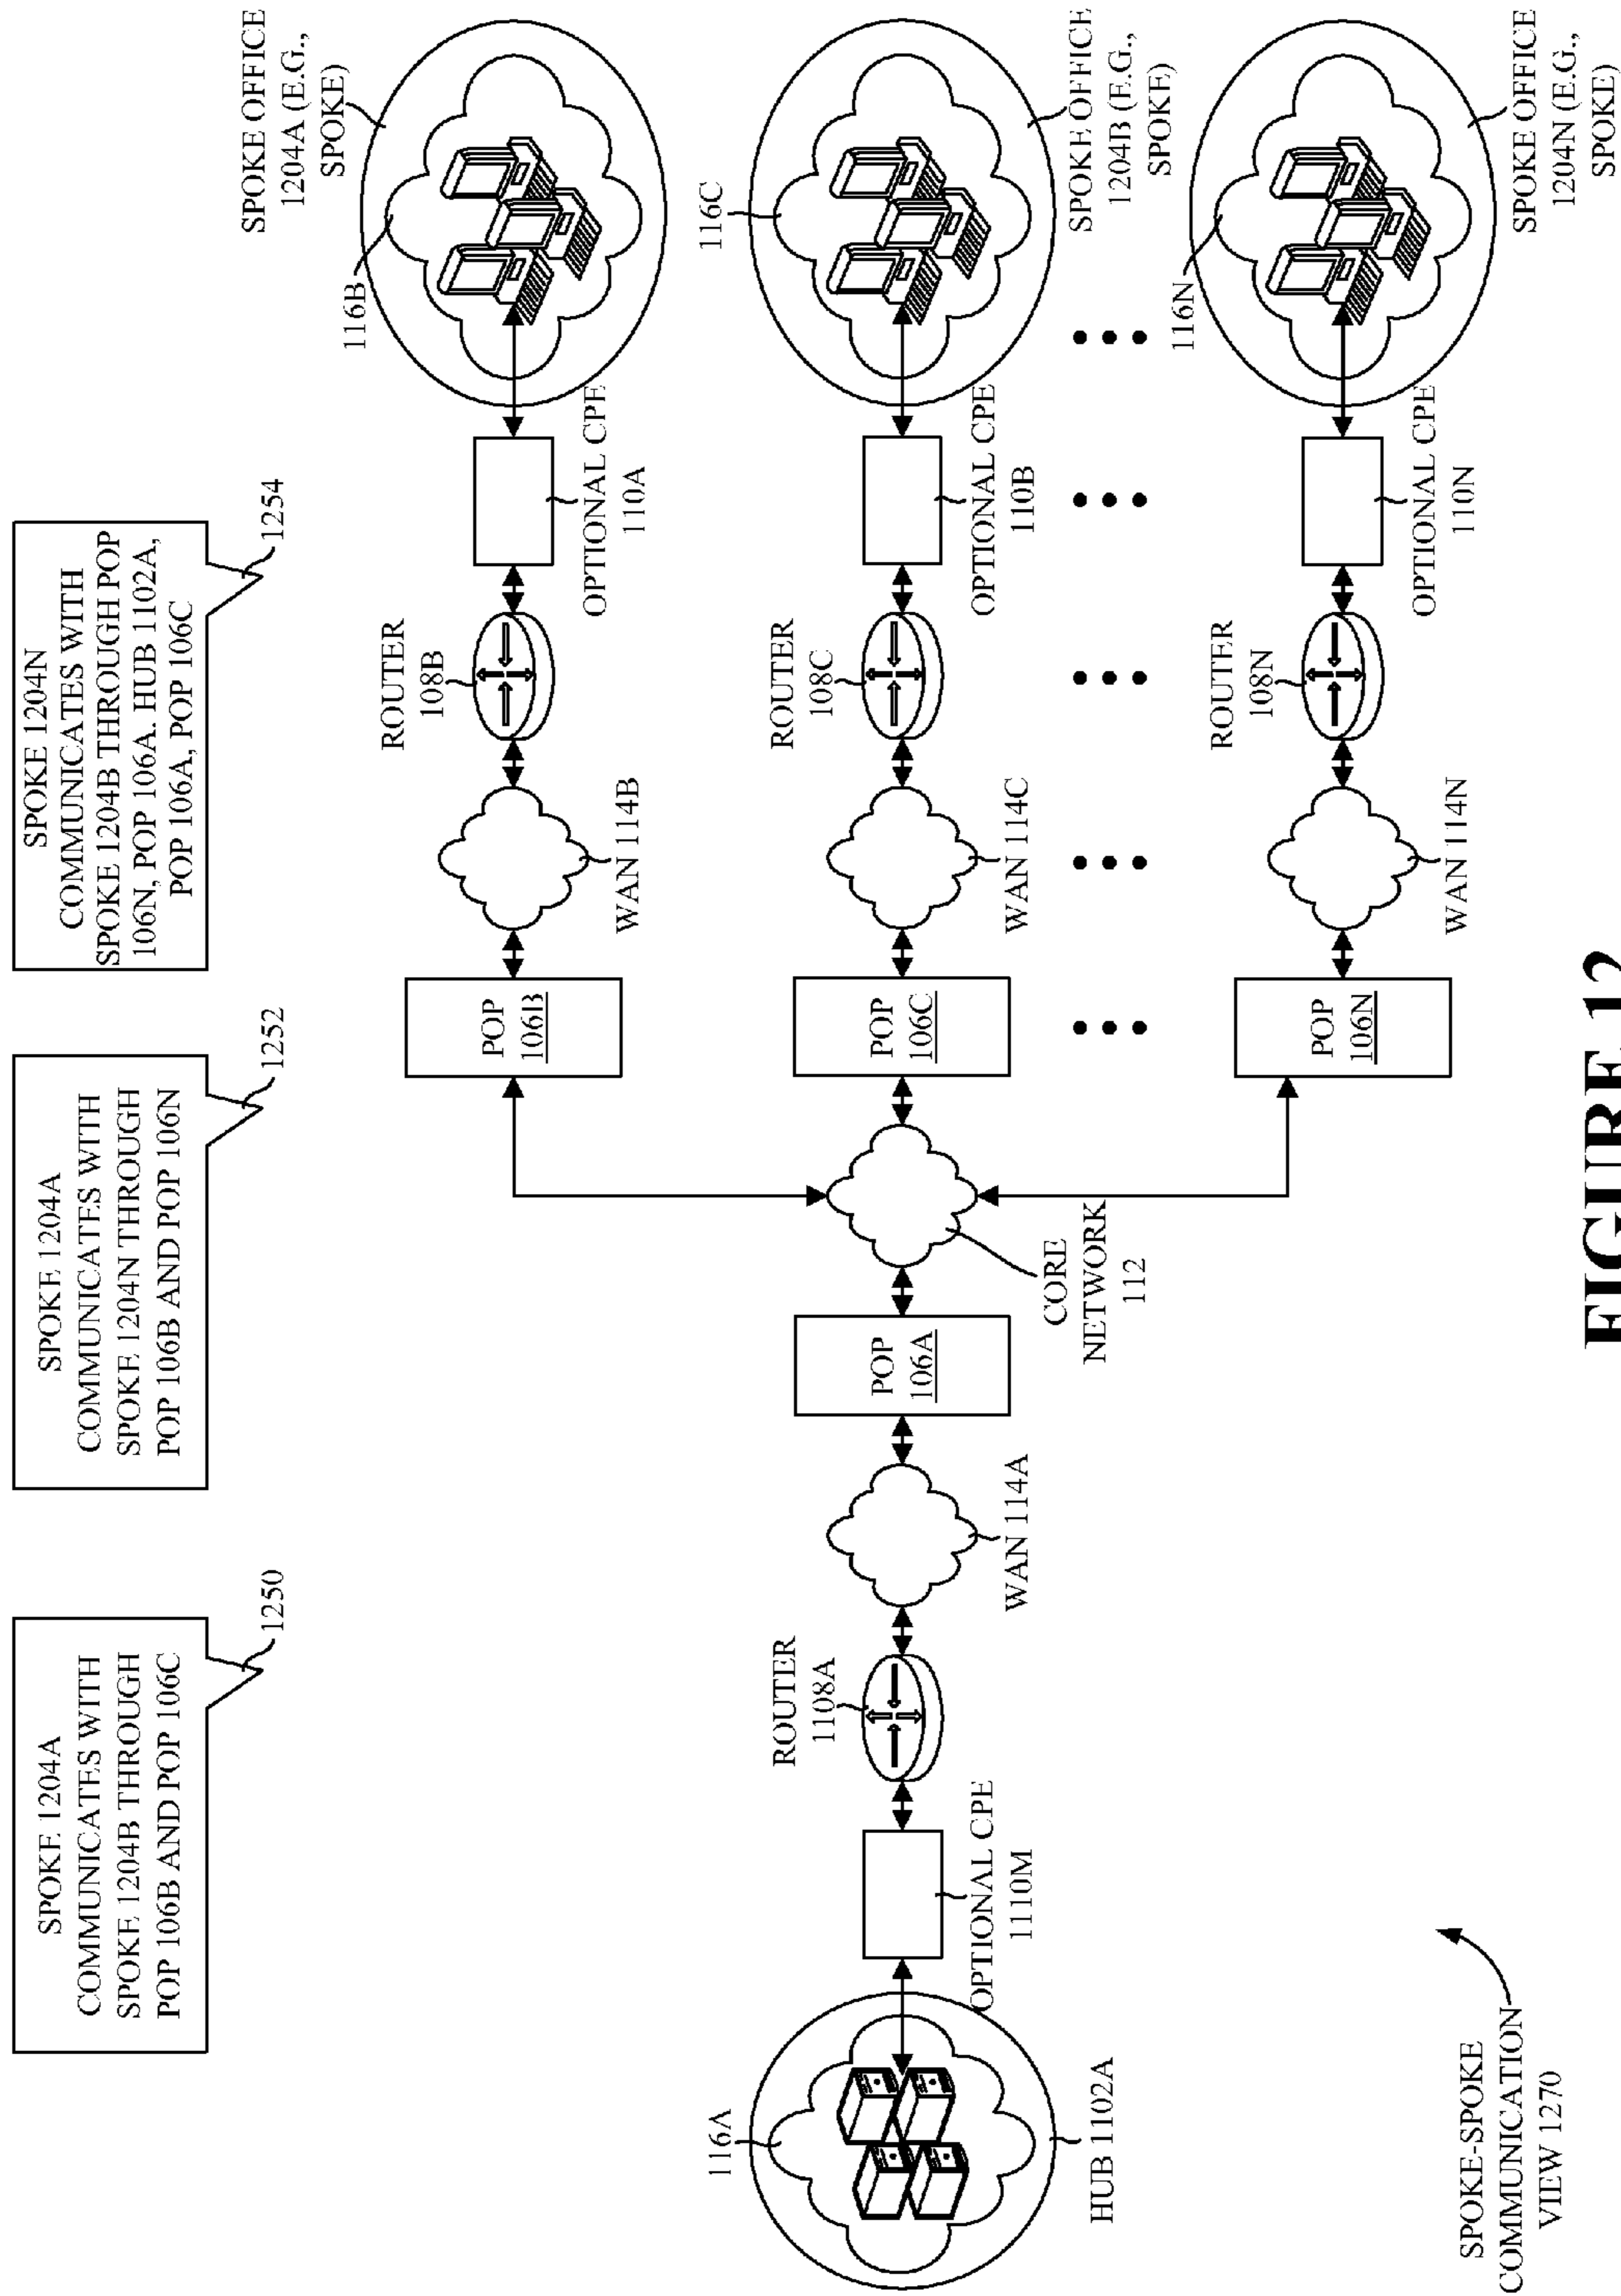 SPOKE 1204A
COMMUNICATES WITH
SPOKE 1204B THROUGH
POP 106B AND POP 106C
1250
SPOKE 1204A
COMMUNICATES WITH
SPOKE 1204N THROUGH
POP 106B AND POP 106N
1252
SPOKE 1204N
COMMUNICATES WITH
SPOKE 1204B THROUGH POP
106N, POP 106A. HUB 1102A,
POP 106A, POP 106C
1254
SPOKE OFFICE
1204A (E.G.,
SPOKE)
116B
ROUTER
108B
POP
106B
WAN 114B
OPTIONAL CPE
110A
116A
HUB 1102A
OPTIONAL CPE
1110M
ROUTER
1108A
WAN 114A
POP
106A
CORE
NETWORK
112
POP
106C
WAN 114C
ROUTER
108C
OPTIONAL CPE
110B
116C
SPOKE OFFICE
1204B (E.G.,
SPOKE)
POP
106N
WAN 114N
ROUTER
108N
OPTIONAL CPE
110N
116N
SPOKE OFFICE
1204N (E.G.,
SPOKE)
SPOKE-SPOKE
COMMUNICATION
VIEW 1270
FIGURE 12